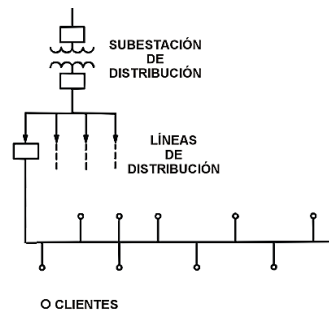 SUBESTACIÓN
DE
DISTRIBUCIÓN
LÍNEAS
DE
DISTRIBUCIÓN
CLIENTES